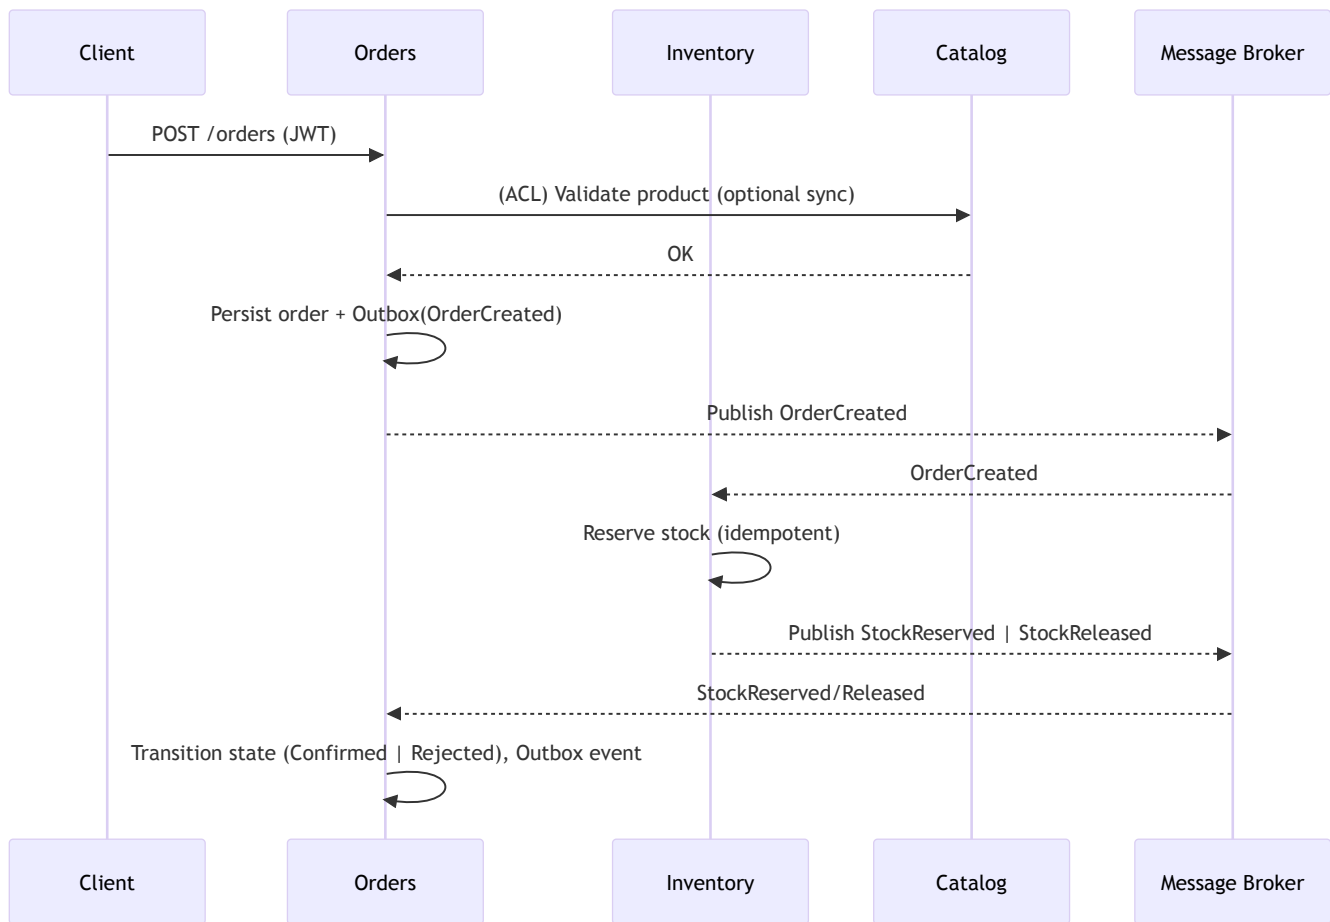 Client
Orders
Inventory
Catalog
Message Broker
POST /orders (JWT)
(ACL) Validate product (optional sync)
OK
Persist order + Outbox(OrderCreated)
Publish OrderCreated
OrderCreated
Reserve stock (idempotent)
Publish StockReserved | StockReleased
StockReserved/Released
Transition state (Confirmed | Rejected), Outbox event
Client
Orders
Inventory
Catalog
Message Broker